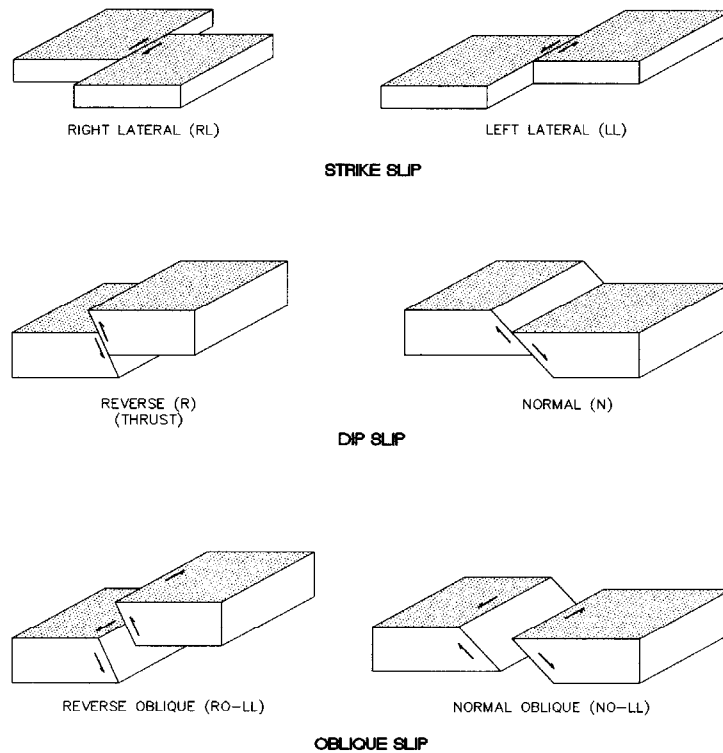 RIGHT LATERAL (RL)
LEFT LATERAL (LL)
STRIKE SLIP
REVERSE (R)
(THRUST)
NORMAL (N)
DIP SLIP
REVERSE OBLIQUE (RO-LL)
NORMAL OBLIQUE (NO-LL)
OBLIQUE SLIP